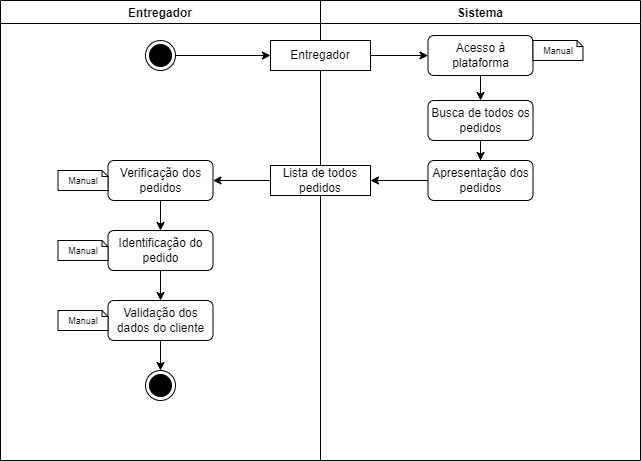 Entregador
Sistema
Entregador
Acesso à
plataforma
Manual
Busca de todos os
pedidos
Manual
Verificação dos
pedidos
Lista de todos
pedidos
Apresentação dos
pedidos
Manual
Identificação do
pedido
Manual
Validação dos
dados do cliente